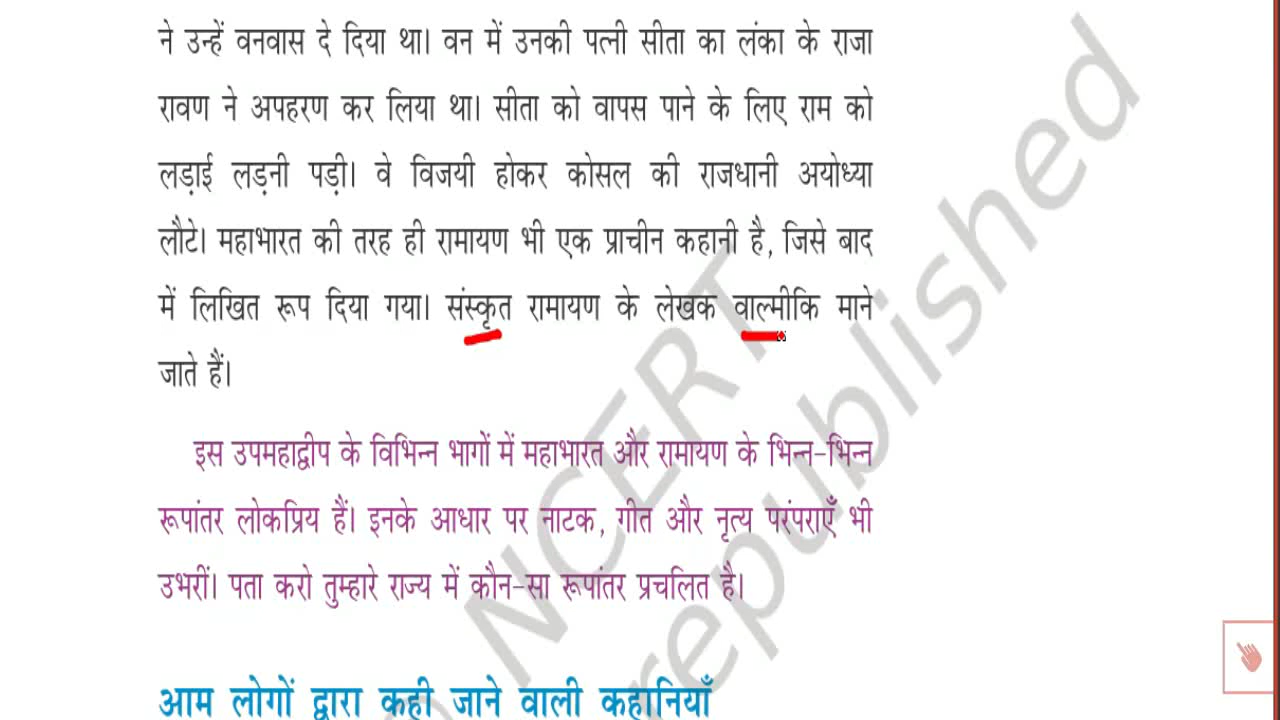 ने उन्हें वनवास दे दिया था। वन में उनकी पत्नी सीता का लंका के राजा
रावण ने अपहरण कर लिया था। सीता को वापस पाने के लिए राम को
लड़ाई लड़नी पड़ी। वे विजयी होकर कोसल की राजधानी अयोध्या
लौटे। महाभारत की तरह ही रामायण भी एक प्राचीन कहानी है, जिसे बाद
में लिखित रूप दिया गया। संस्कृत रामायण के लेखक वाल्मीकि माने
जाते हैं।
इस उपमहाद्वीप के विभिन्न भागों में महाभारत और रामायण के भिन्न-भिन्न
रूपांतर लोकप्रिय हैं। इनके आधार पर नाटक, गीत और नृत्य परंपराएँ भी
उभरीं। पता करो तुम्हारे राज्य में कौन-सा रूपांतर प्रचलित है।
आम लोगों द्वारा कही जाने वाली कहानियाँ
NCERT
republished